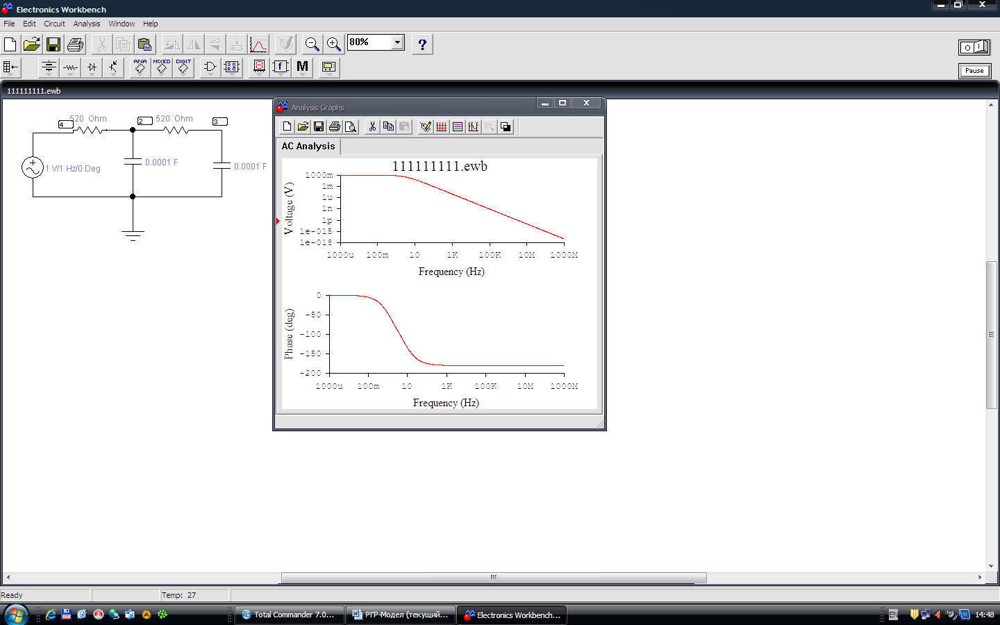 Electronics Workbench
File Edit Circuit Analysis Window Help
80%
?
ANA MIXED DIGIT
M
Pause
111111111.ewb
4 520 Ohm 2 520 Ohm 3
1 V/1 Hz/0 Deg
0.0001 F
0.0001 F
Analysis Graphs
AC Analysis
111111111.ewb
Voltage (V)
1000m
1m
1u
1n
1p
1e-015
1e-018
1000u 100m 10 1K 100K 10M 1000M
Frequency (Hz)
Phase (deg)
0
-50
-100
-150
-200
1000u 100m 10 1K 100K 10M 1000M
Frequency (Hz)
Ready
Temp: 27
Total Commander 7.0... РГР-Модел (текущий... Electronics Workbench...
EN
14:48